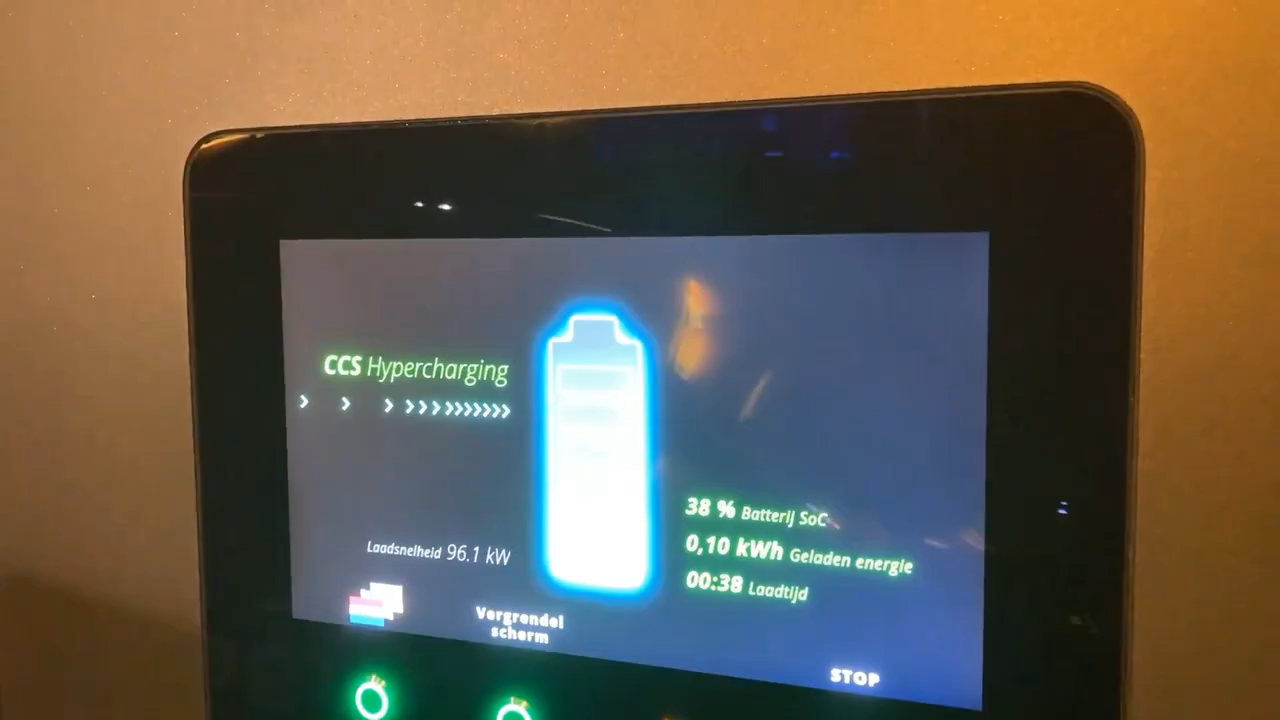 CCS Hypercharging
Laadsnelheid 96.1 kW
38 % Batterij SoC
0,10 kWh Geladen energie
00:38 Laadtijd
Vergrendel
scherm
STOP